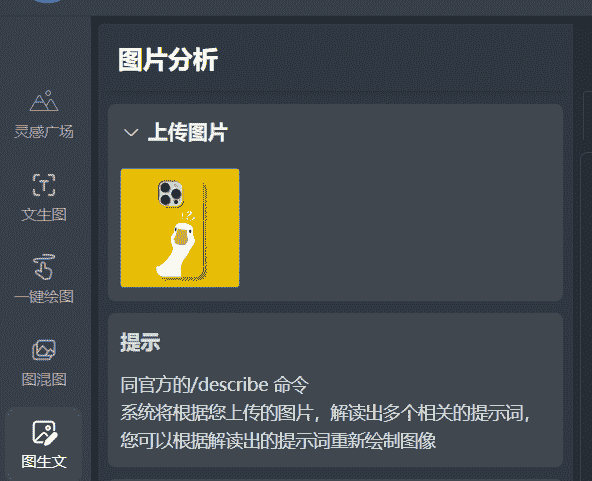 图片分析
上传图片
!?
提示
同官方的/describe 命令
系统将根据您上传的图片，解读出多个相关的提示词，
您可以根据解读出的提示词重新绘制图像
灵感广场
文生图
一键绘图
图混图
图生文